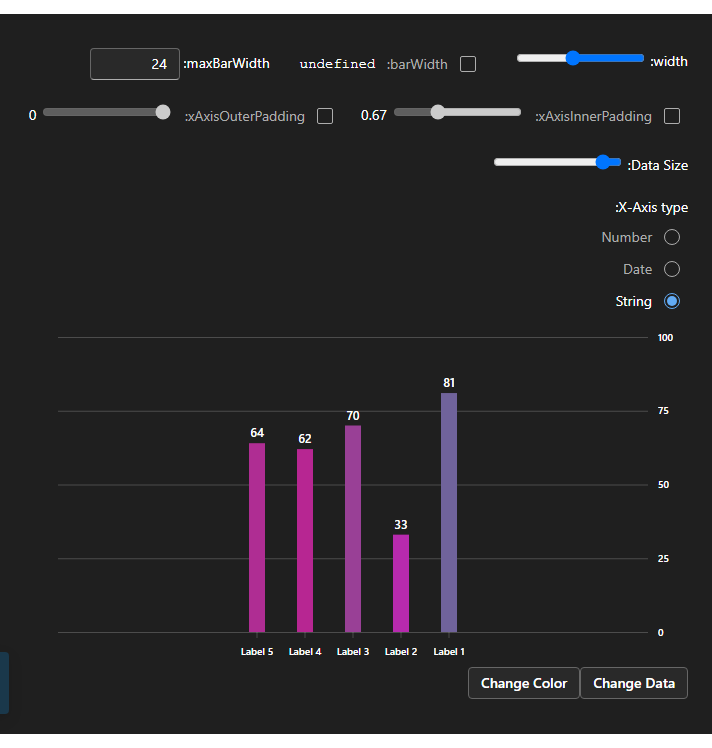 :width
undefined :barWidth
24 :maxBarWidth
0.67 :xAxisInnerPadding
0 :xAxisOuterPadding
:Data Size
:X-Axis type
Number
Date
String
100
75
50
25
0
81
33
70
62
64
Label 1
Label 2
Label 3
Label 4
Label 5
Change Data
Change Color